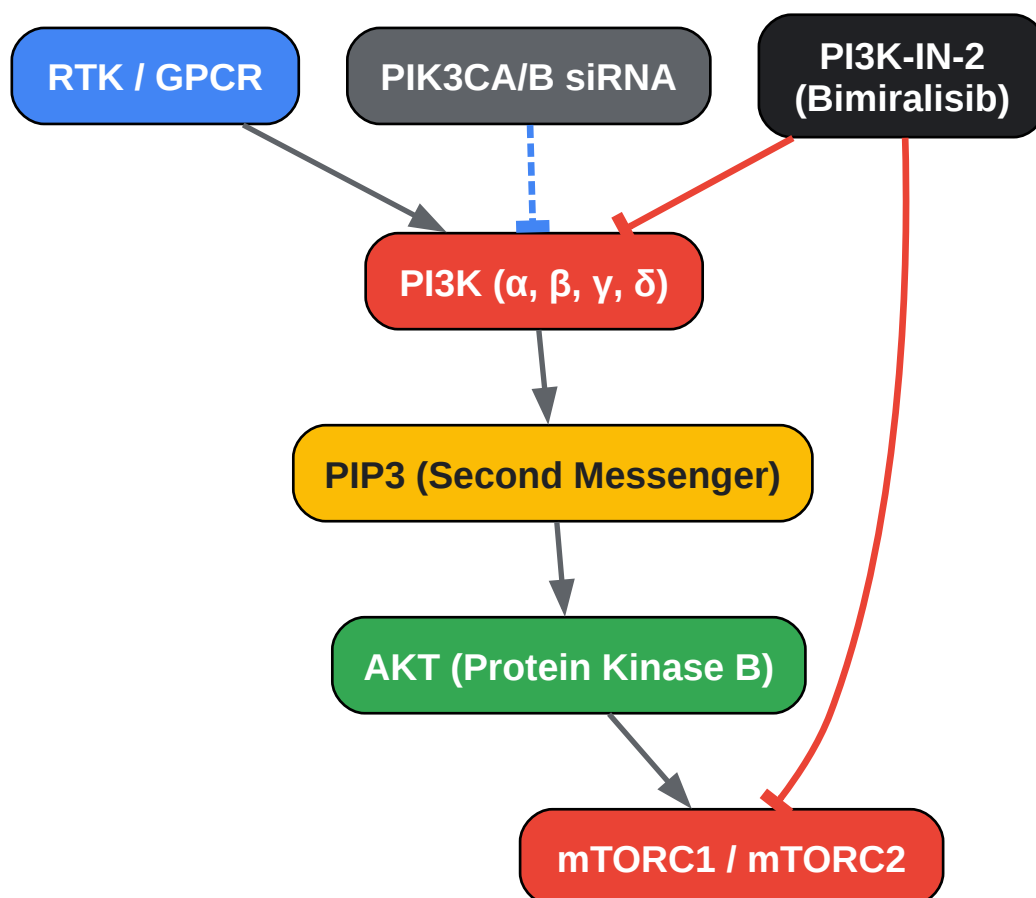 RTK / GPCR
PIK3CA/B siRNA
PI3K-IN-2
(Bimiralisib)
PI3K (α, β, γ, δ)
PIP3 (Second Messenger)
AKT (Protein Kinase B)
mTORC1 / mTORC2